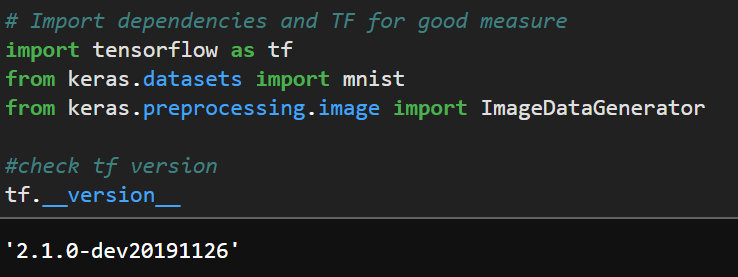 # Import dependencies and TF for good measure
import tensorflow as tf
from keras.datasets import mnist
from keras.preprocessing.image import ImageDataGenerator
#check tf version
tf.__version__
'2.1.0-dev20191126'